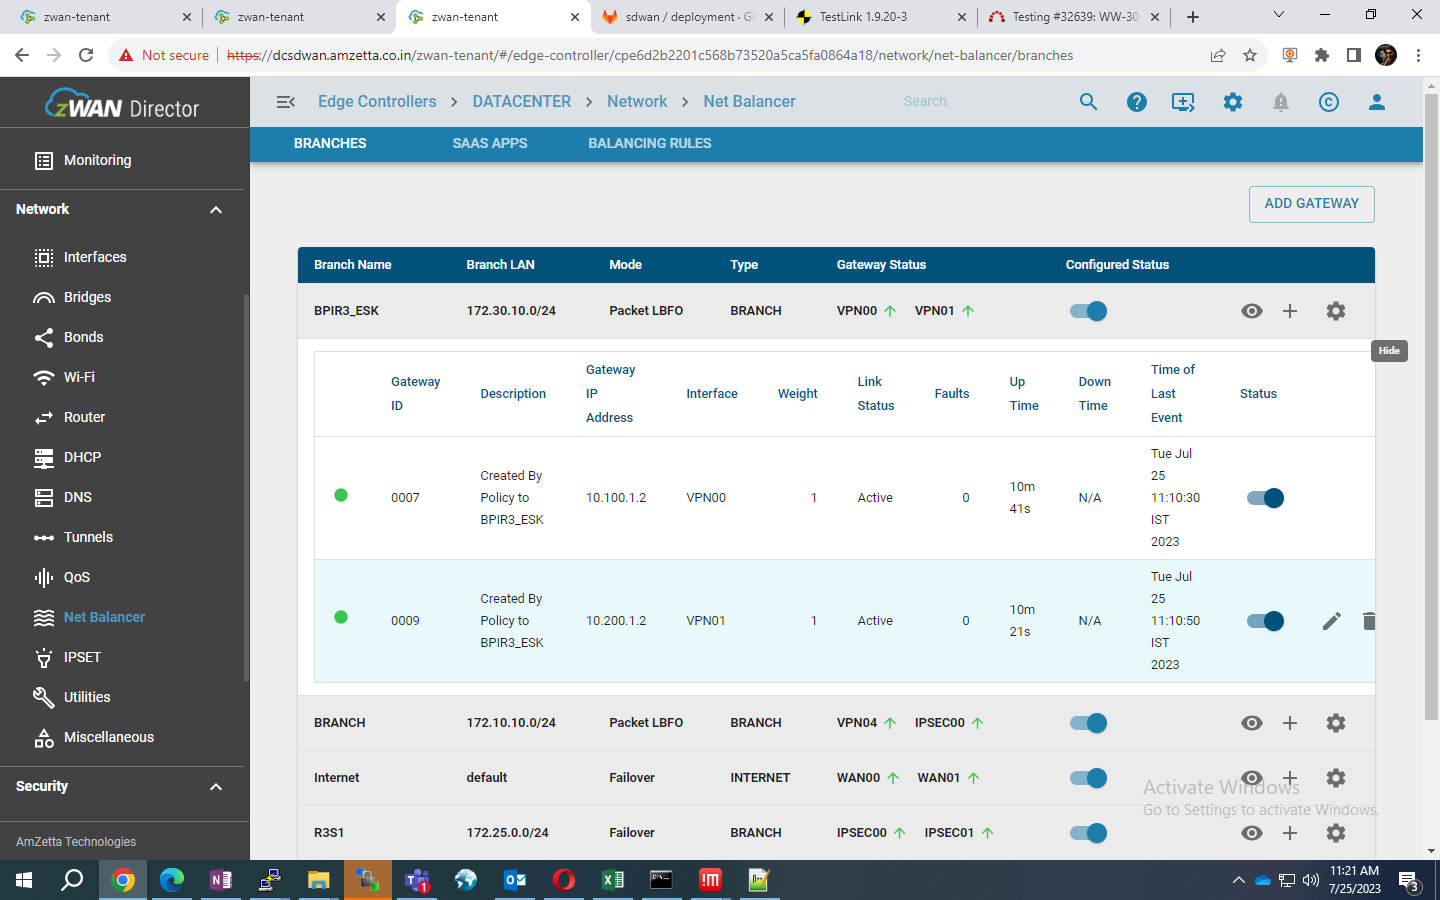 zwan-tenant
zwan-tenant
zwan-tenant
sdwan / deployment · Gi
TestLink 1.9.20-3
Testing #32639: WW-30-
Not secure
https://dcsdwan.amzetta.co.in/zwan-tenant/#/edge-controller/cpe6d2b2201c568b73520a5ca5fa0864a18/network/net-balancer/branches
zWAN Director
Edge Controllers > DATACENTER > Network > Net Balancer
Search
BRANCHES
SAAS APPS
BALANCING RULES
Monitoring
Network
Interfaces
Bridges
Bonds
Wi-Fi
Router
DHCP
DNS
Tunnels
QoS
Net Balancer
IPSET
Utilities
Miscellaneous
Security
AmZetta Technologies
ADD GATEWAY
Branch Name Branch LAN Mode Type Gateway Status Configured Status
BPIR3_ESK 172.30.10.0/24 Packet LBFO BRANCH VPN00 VPN01
Hide
Gateway ID
Description
Gateway IP Address
Interface
Weight
Link Status
Faults
Up Time
Down Time
Time of Last Event
Status
0007
Created By
Policy to
BPIR3_ESK
10.100.1.2 VPN00 1 Active 0
10m
41s
N/A
Tue Jul
25
11:10:30
IST
2023
0009
Created By
Policy to
BPIR3_ESK
10.200.1.2 VPN01 1 Active 0
10m
21s
N/A
Tue Jul
25
11:10:50
IST
2023
BRANCH 172.10.10.0/24 Packet LBFO BRANCH VPN04 IPSEC00
Internet default Failover INTERNET WAN00 WAN01
R3S1 172.25.0.0/24 Failover BRANCH IPSEC00 IPSEC01
Activate Windows
Go to Settings to activate Windows.
11:21 AM
7/25/2023
1
3